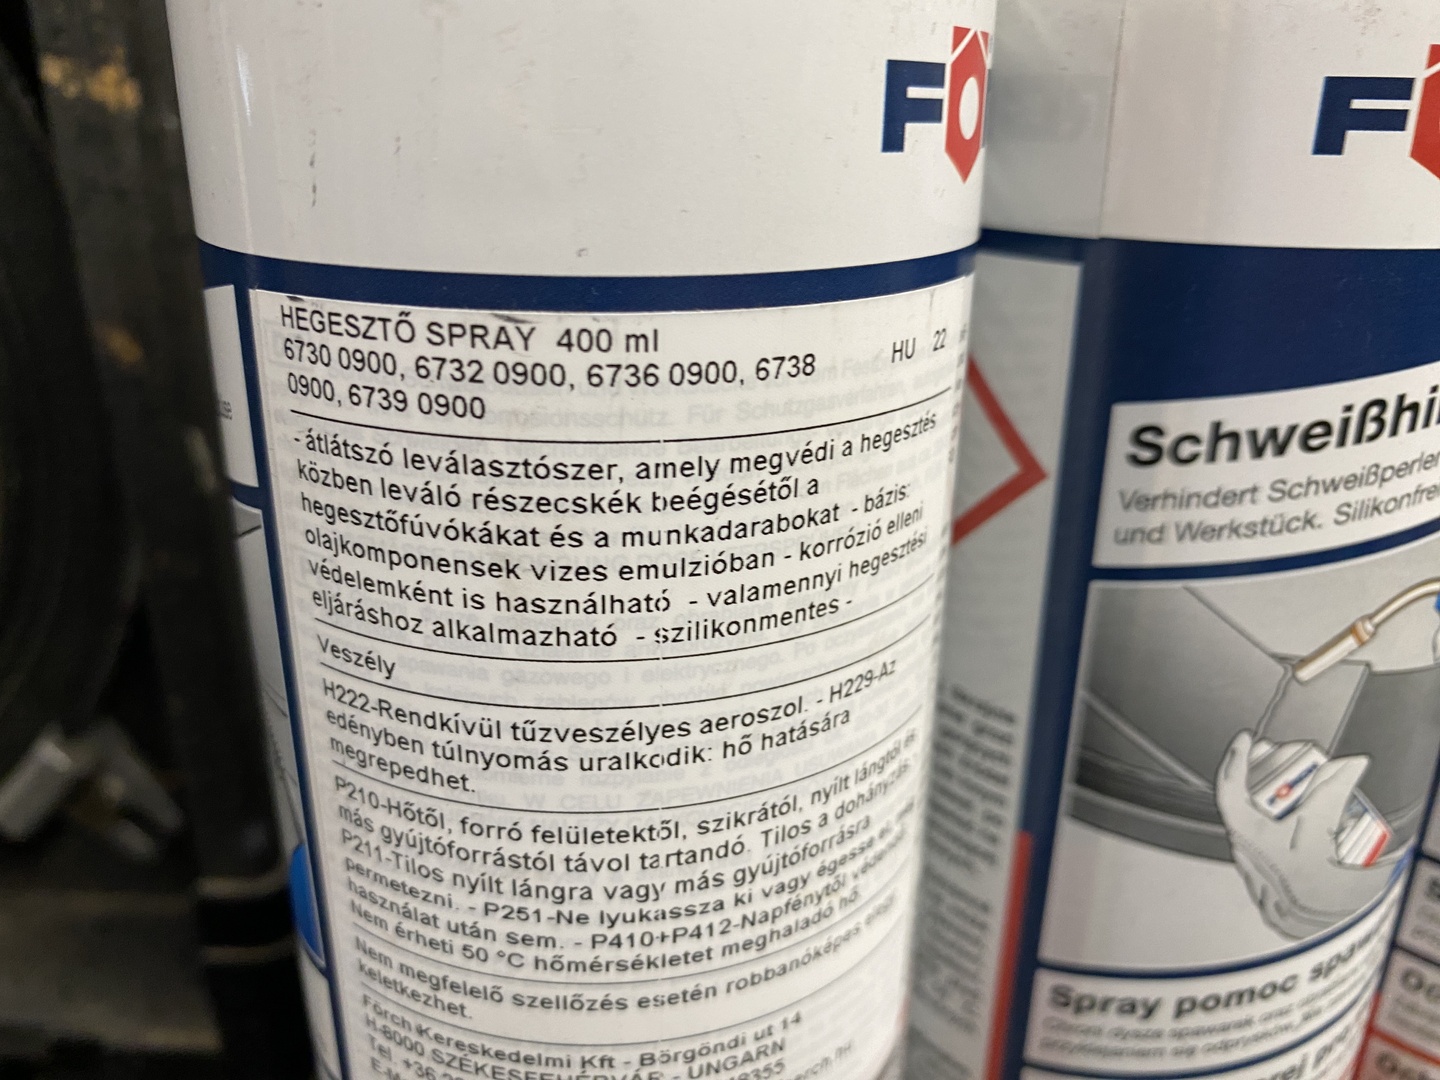 HEGESZTŐ SPRAY 400 ml
HU 22
6730 0900, 6732 0900, 6736 0900, 6738
0900, 6739 0900
- átlátszó leválasztószer, amely megvédi a hegesztés
közben leváló részecskék beégésétől a
hegesztőfúvókákat és a munkadarabokat - bázis:
olajkomponensek vizes emulzióban - korrózió elleni
védelemként is használható - valamennyi hegesztési
eljáráshoz alkalmazható - szilikonmentes -
Veszély
H222-Rendkívül tűzveszélyes aeroszol. - H229-Az
edényben túlnyomás uralkodik: hő hatására
megrepedhet.
P210-Hőtől, forró felületektől, szikrától, nyílt lángtól és
más gyújtóforrástól távol tartandó. Tilos a dohányzás.
P211-Tilos nyílt lángra vagy más gyújtóforrásra
permetezni. - P251-Ne lyukassza ki vagy égesse el, még
használat után sem. - P410+P412-Napfénytől védendő.
Nem érheti 50 °C hőmérsékletet meghaladó hő.
Nem megfelelő szellőzés esetén robbanóképes elegy
keletkezhet.
Förch Kereskedelmi Kft - Börgöndi ut 14
H-8000 SZÉKESFEHÉRVÁR - UNGARN
Tel. +36
FÖ
F
Schweißhi
Verhindert Schweißperlen
und Werkstück. Silikonfrei
Spray pomoc spaw